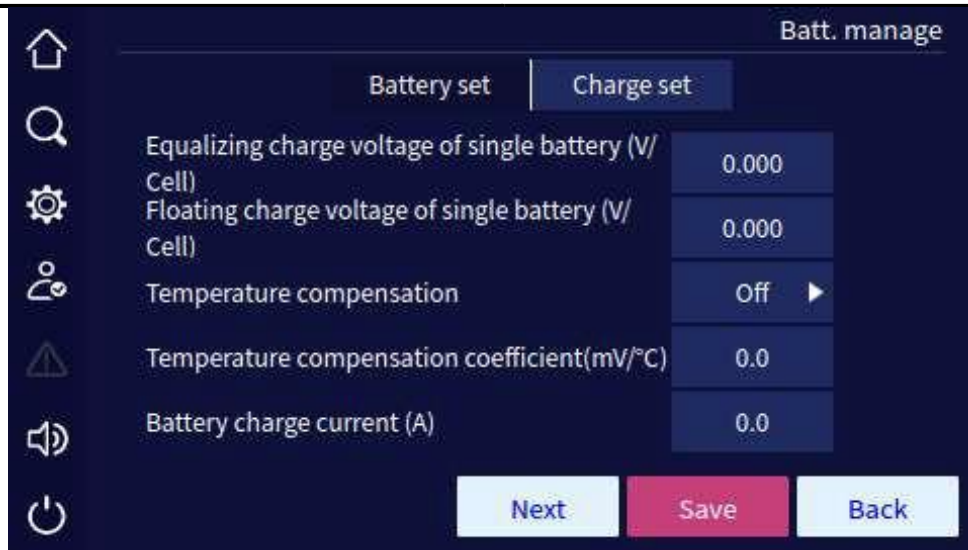 Batt. manage
Battery set
Charge set
Equalizing charge voltage of single battery (V/
Cell)
0.000
Floating charge voltage of single battery (V/
Cell)
0.000
Temperature compensation
Off
Temperature compensation coefficient(mV/°C)
0.0
Battery charge current (A)
0.0
Next
Save
Back